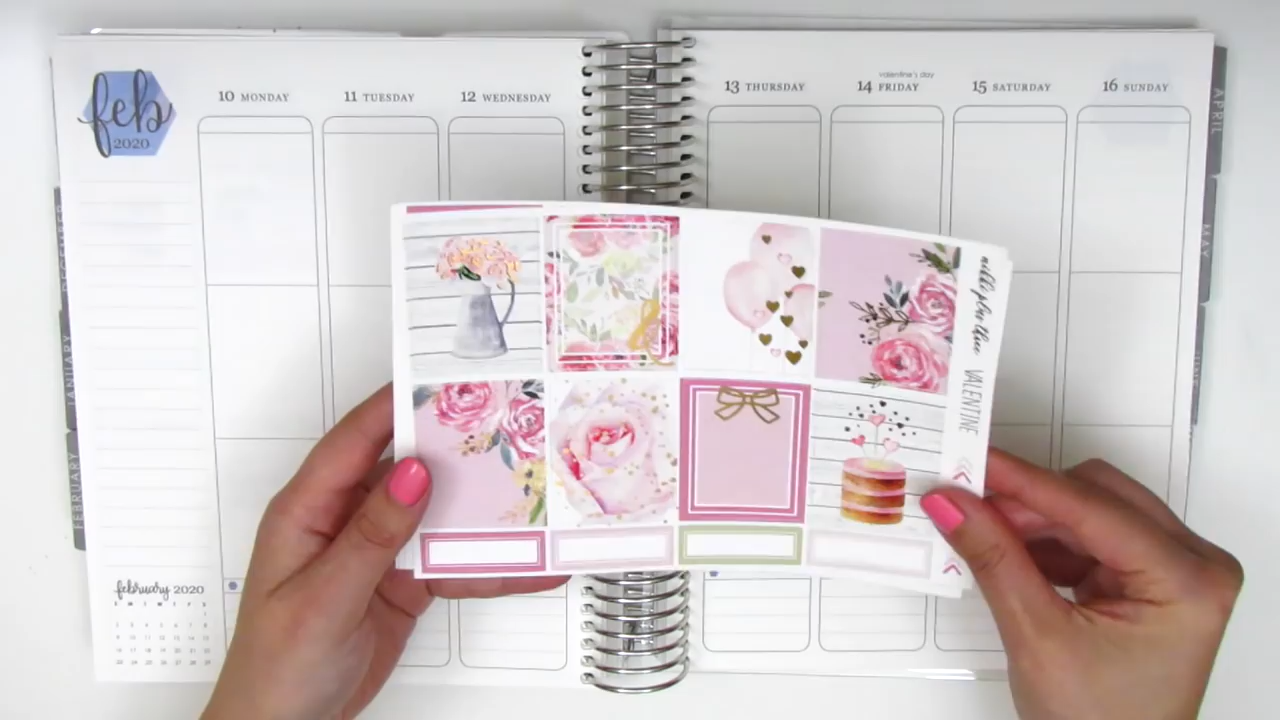 feb
2020
10 MONDAY
11 TUESDAY
12 WEDNESDAY
13 THURSDAY
valentine's day
14 FRIDAY
15 SATURDAY
16 SUNDAY
APRIL
MAY
DECEMBER
JANUARY
FEBRUARY
VALENTINE
february 2020